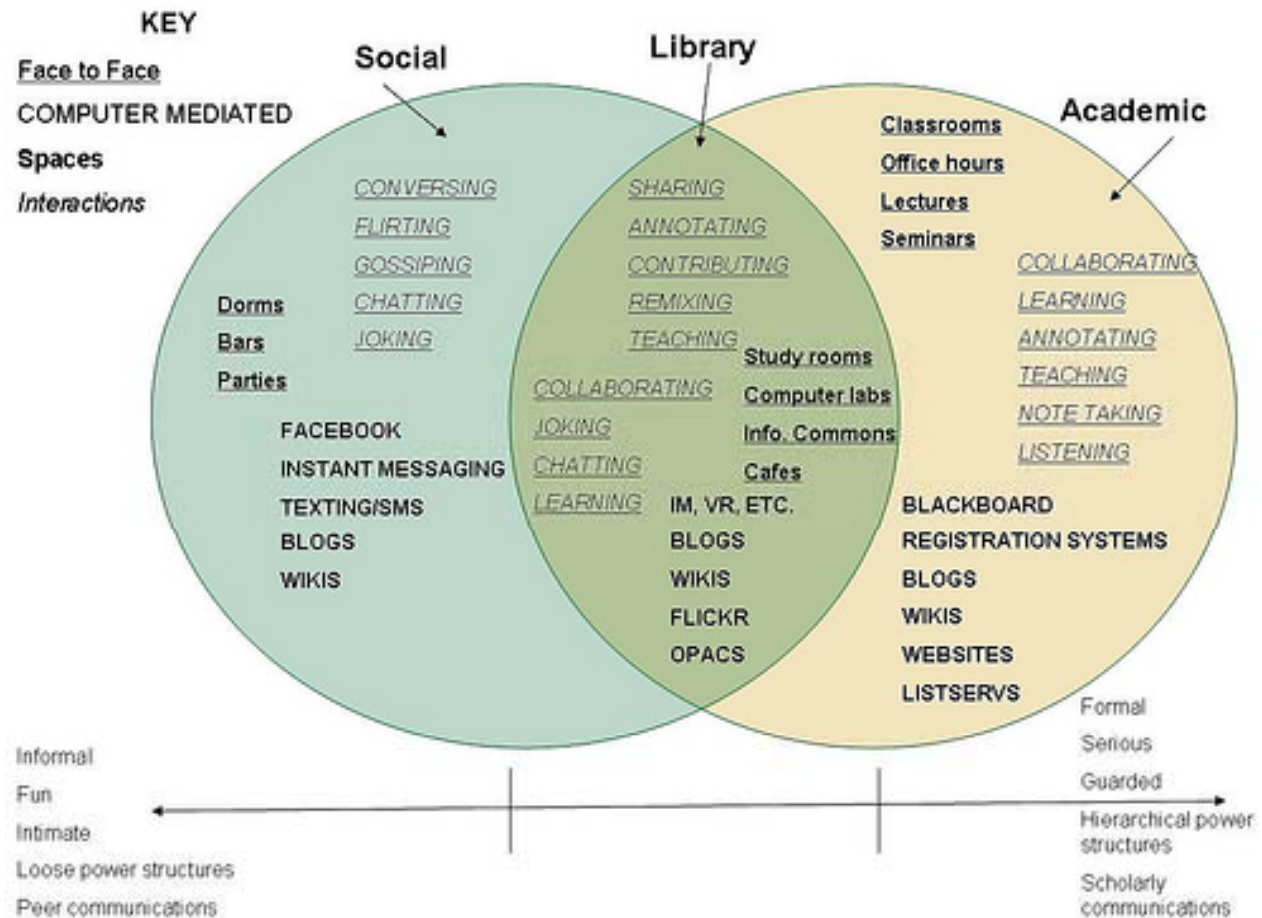 KEY
Face to Face
COMPUTER MEDIATED
Spaces
Interactions
Social
Library
Academic
CONVERSING
FLIRTING
GOSSIPING
CHATTING
JOKING
Dorms
Bars
Parties
FACEBOOK
INSTANT MESSAGING
TEXTING/SMS
BLOGS
WIKIS
SHARING
ANNOTATING
CONTRIBUTING
REMIXING
TEACHING
COLLABORATING
JOKING
CHATTING
LEARNING
Study rooms
Computer labs
Info. Commons
Cafes
IM, VR, ETC.
BLOGS
WIKIS
FLICKR
OPACS
Classrooms
Office hours
Lectures
Seminars
COLLABORATING
LEARNING
ANNOTATING
TEACHING
NOTE TAKING
LISTENING
BLACKBOARD
REGISTRATION SYSTEMS
BLOGS
WIKIS
WEBSITES
LISTSERVS
Informal
Fun
Intimate
Loose power structures
Peer communications
Formal
Serious
Guarded
Hierarchical power
structures
Scholarly
communications